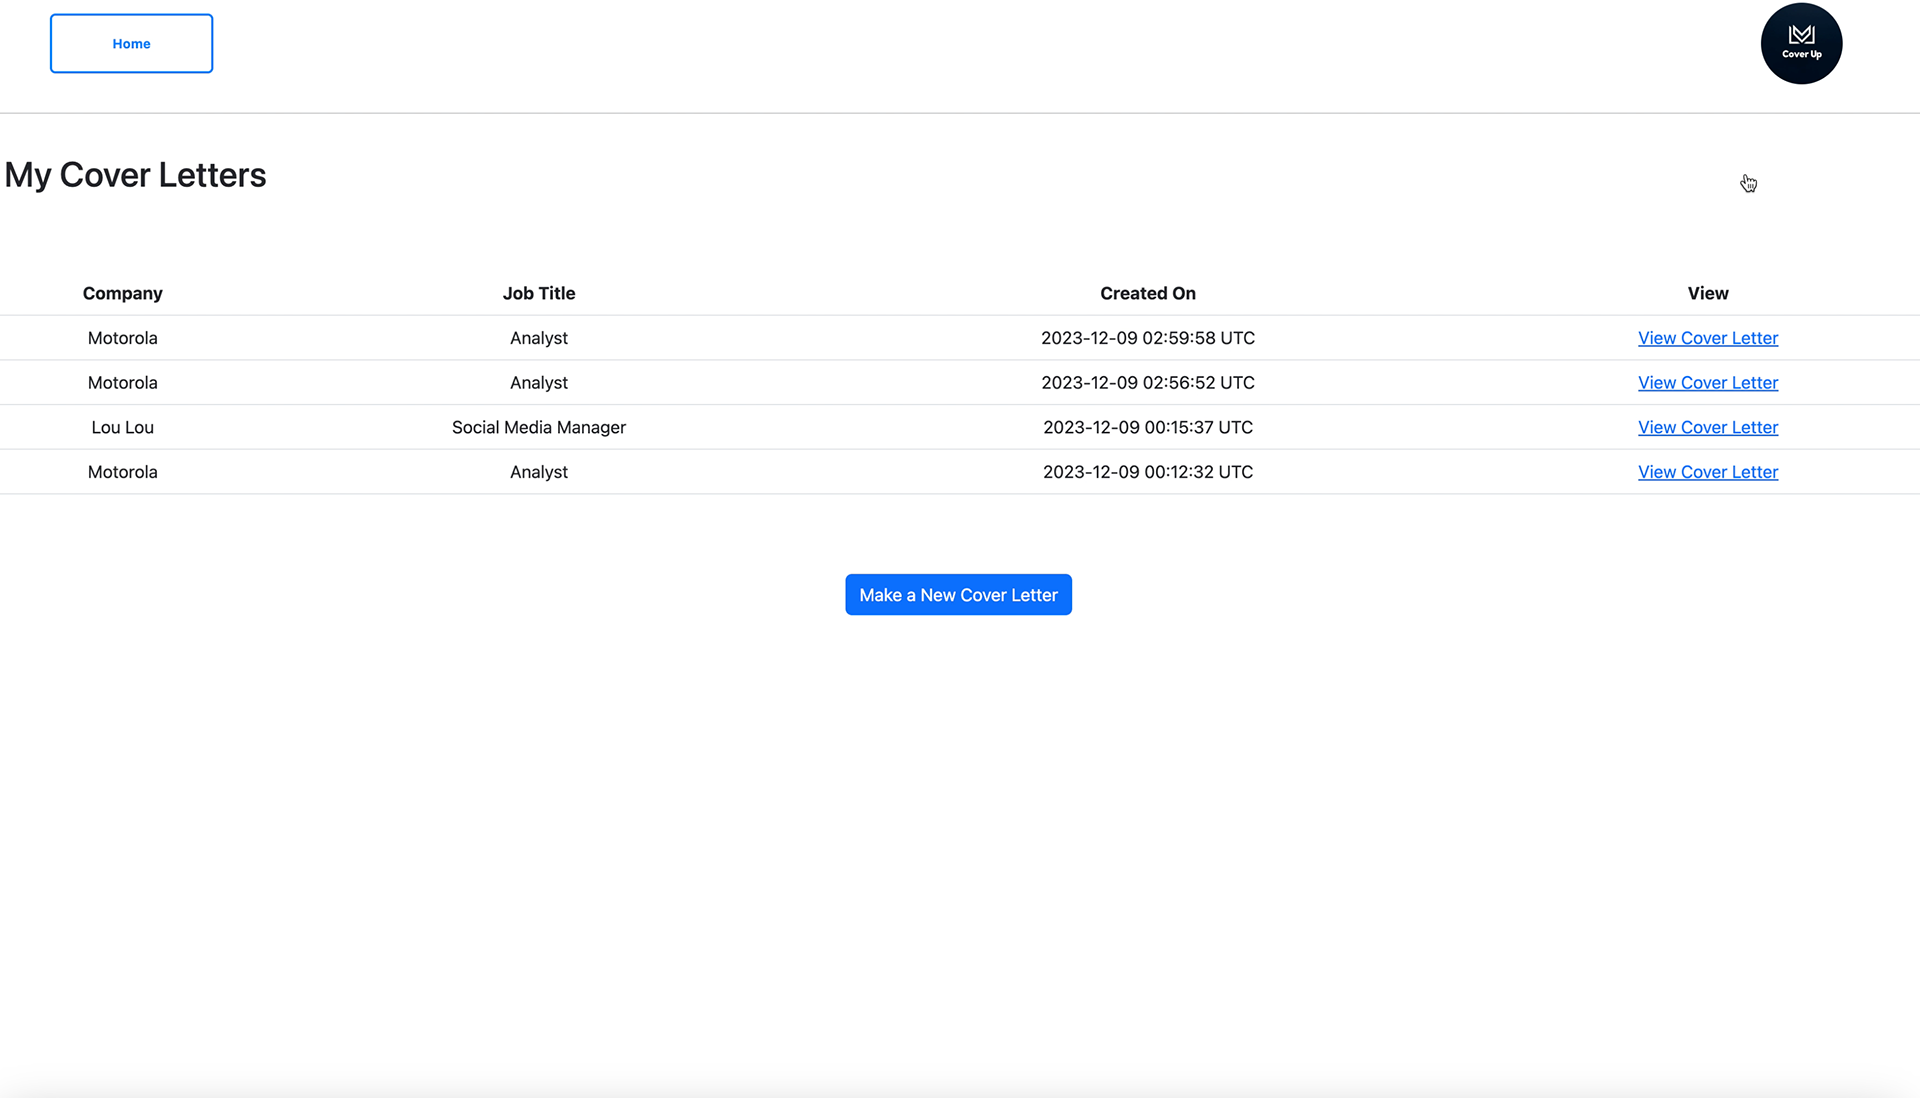 Home
Cover Up
My Cover Letters
Company Job Title Created On View
Motorola Analyst 2023-12-09 02:59:58 UTC View Cover Letter
Motorola Analyst 2023-12-09 02:56:52 UTC View Cover Letter
Lou Lou Social Media Manager 2023-12-09 00:15:37 UTC View Cover Letter
Motorola Analyst 2023-12-09 00:12:32 UTC View Cover Letter
Make a New Cover Letter